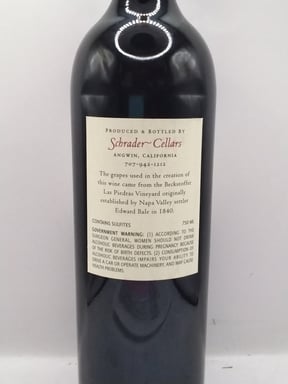 PRODUCED & BOTTLED BY
Schrader~Cellars
ANGWIN, CALIFORNIA
707-942-1212
The grapes used in the creation of
this wine came from the Beckstoffer
Las Piedras Vineyard originally
established by Napa Valley settler
Edward Bale in 1840.
CONTAINS SULFITES 750 ML
GOVERNMENT WARNING: (1) ACCORDING TO THE
SURGEON GENERAL, WOMEN SHOULD NOT DRINK
ALCOHOLIC BEVERAGES DURING PREGNANCY BECAUSE
OF THE RISK OF BIRTH DEFECTS. (2) CONSUMPTION OF
ALCOHOLIC BEVERAGES IMPAIRS YOUR ABILITY TO
DRIVE A CAR OR OPERATE MACHINERY, AND MAY CAUSE
HEALTH PROBLEMS.